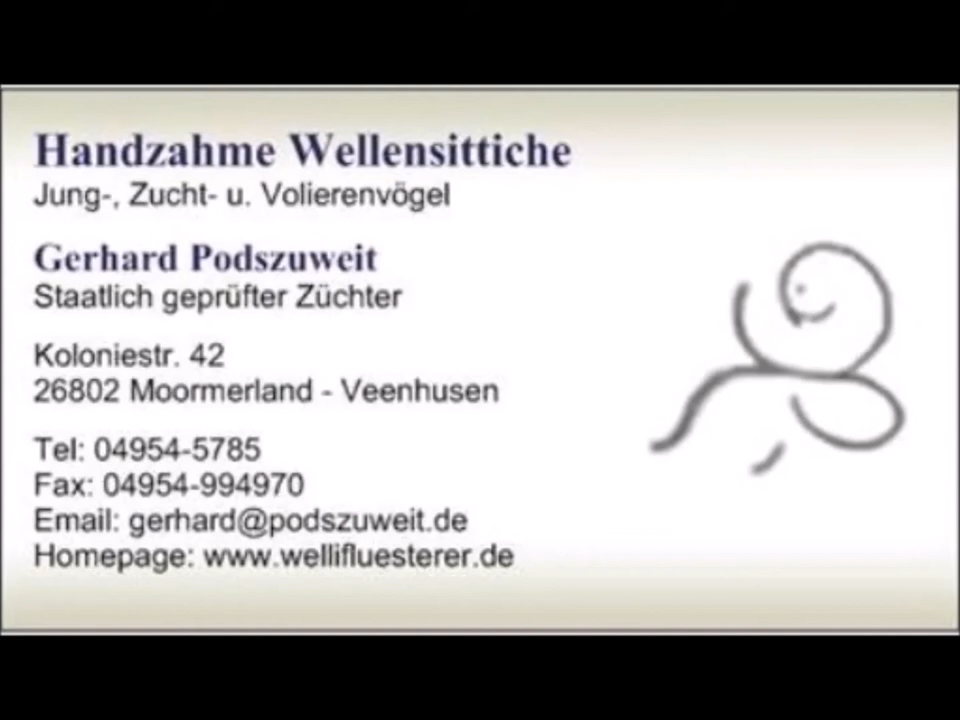 Handzahme Wellensittiche
Jung-, Zucht- u. Volierenvögel
Gerhard Podszuweit
Staatlich geprüfter Züchter
Koloniestr. 42
26802 Moormerland - Veenhusen
Tel: 04954-5785
Fax: 04954-994970
Email: gerhard@podszuweit.de
Homepage: www.wellifluesterer.de